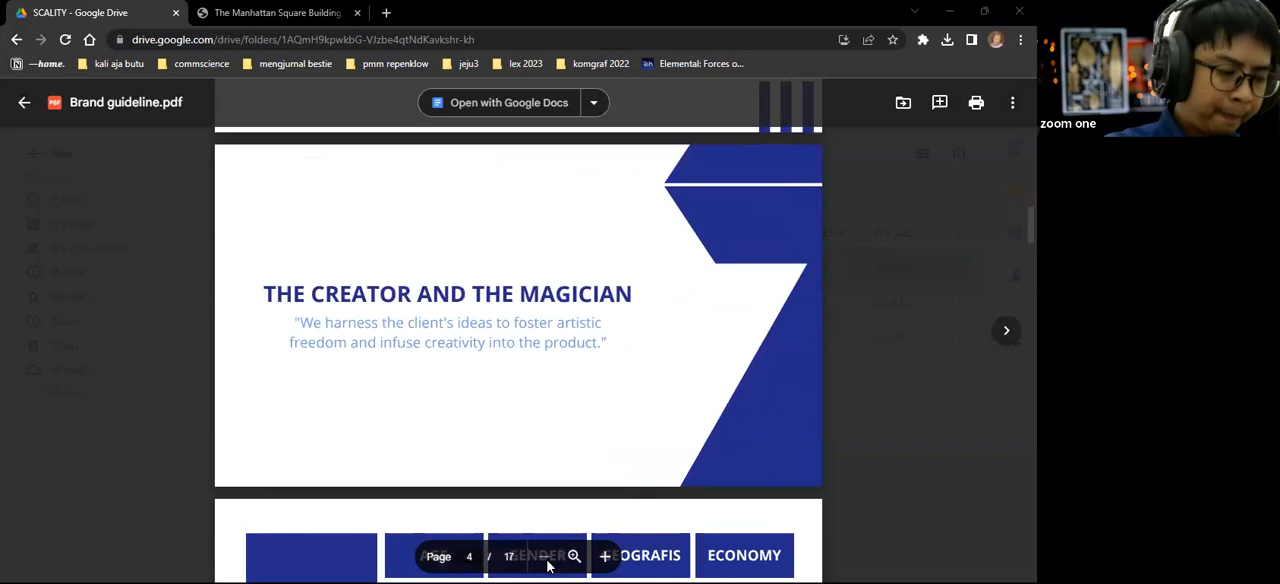 SCALITY - Google Drive
The Manhattan Square Building
drive.google.com/drive/folders/1AQmH9kpwkbG-VJzbe4qtNdKavkshr-kh
—home.
kali aja butu
commscience
mengjurnal bestie
pmm repenklow
jeju3
lex 2023
komgraf 2022
Elemental: Forces o...
Brand guideline.pdf
Open with Google Docs
zoom one
New
THE CREATOR AND THE MAGICIAN
"We harness the client's ideas to foster artistic
freedom and infuse creativity into the product."
GENDER
OGRAFIS
ECONOMY
Page 4 / 17